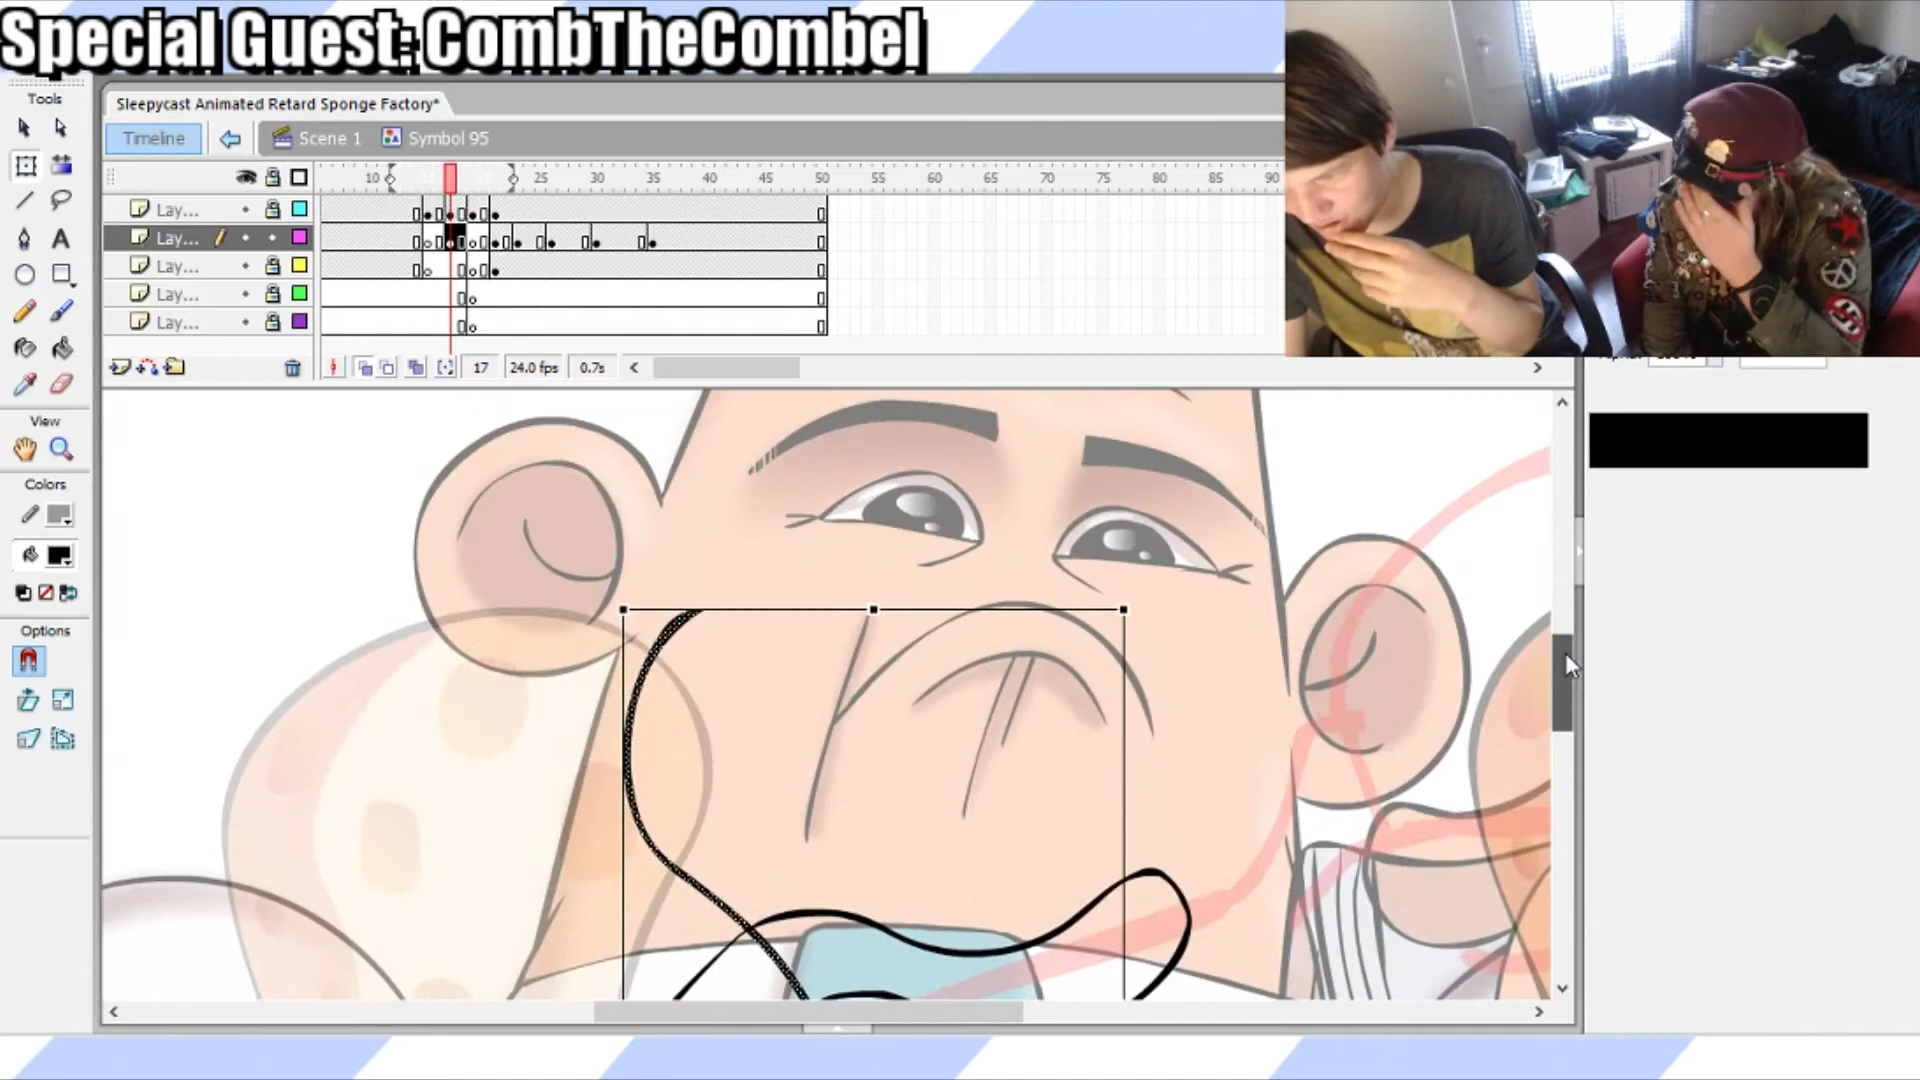 Special Guest: CombTheCombel
Tools
Sleepycast Animated Retard Sponge Factory*
Timeline
Scene 1
Symbol 95
10 25 30 35 40 45 50 55 60 65 70 75 80 85 90
Lay...
Lay...
Lay...
Lay...
Lay...
17 24.0 fps 0.7s
View
Colors
Options